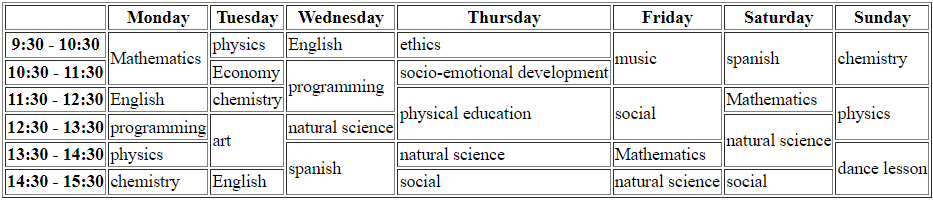 Monday Tuesday Wednesday Thursday Friday Saturday Sunday
9:30 - 10:30 Mathematics physics English ethics music spanish chemistry
10:30 - 11:30 Economy programming socio-emotional development
11:30 - 12:30 English chemistry physical education social Mathematics physics
12:30 - 13:30 programming art natural science natural science
13:30 - 14:30 physics spanish natural science Mathematics dance lesson
14:30 - 15:30 chemistry English social natural science social